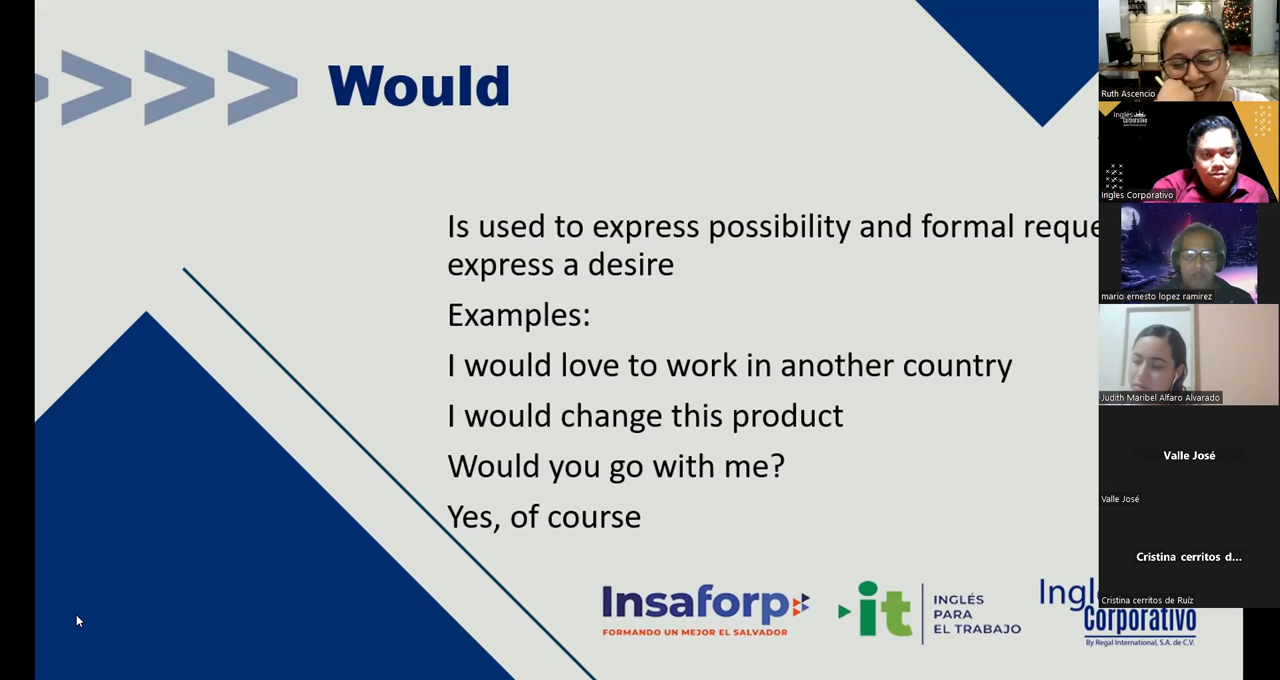 Would
Is used to express possibility and formal reque
express a desire
Examples:
I would love to work in another country
I would change this product
Would you go with me?
Yes, of course
Insaforp
FORMANDO UN MEJOR EL SALVADOR
it
INGLÉS
PARA
EL TRABAJO
Ingl
Corporativo
By Regal International, S.A. de C.V.
Ruth Ascencio
Inglés
Corporativo
Ingles Corporativo
mario ernesto lopez ramirez
Judith Maribel Alfaro Alvarado
Valle José
Valle José
Cristina cerritos d...
Cristina cerritos de Ruíz